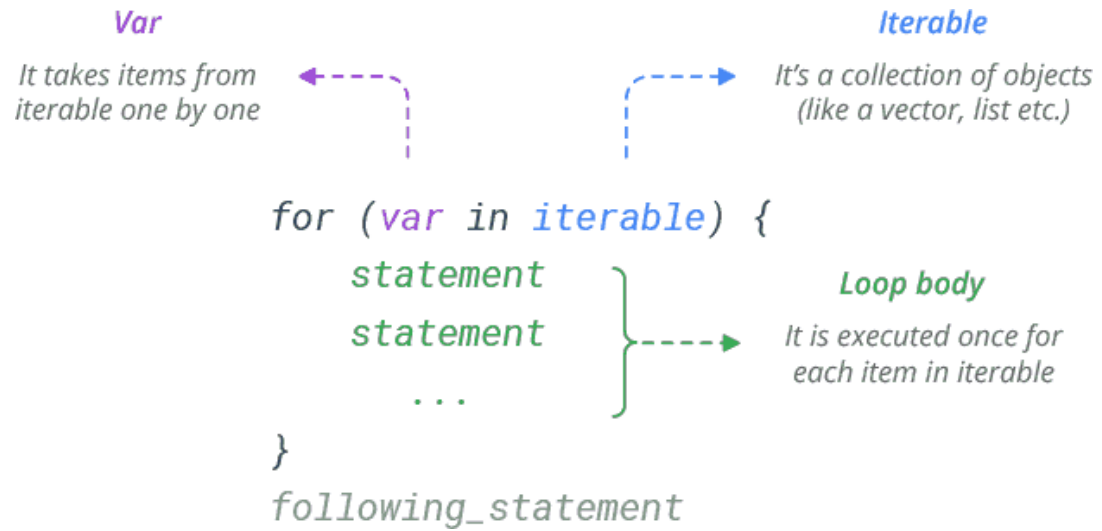 Var
Iterable
It takes items from
iterable one by one
It's a collection of objects
(like a vector, list etc.)
for (var in iterable) {
statement
statement
...
Loop body
It is executed once for
each item in iterable
}
following_statement